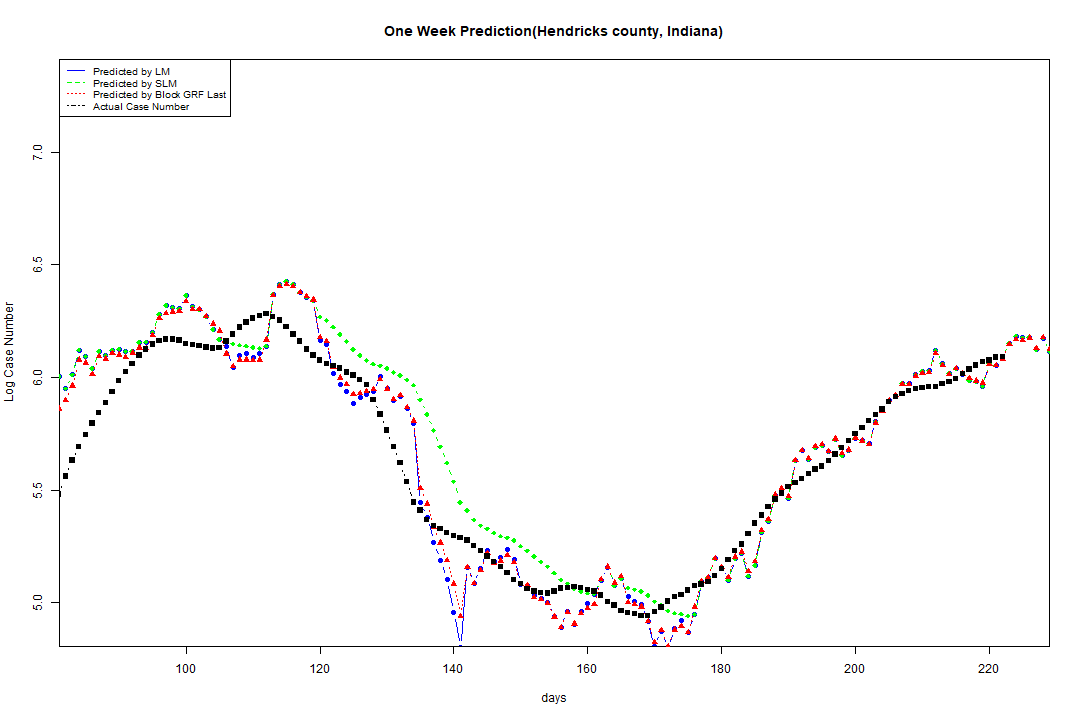 One Week Prediction(Hendricks county, Indiana)
Predicted by LM
Predicted by SLM
Predicted by Block GRF Last
Actual Case Number
Log Case Number
7.0
6.5
6.0
5.5
5.0
100 120 140 160 180 200 220
days